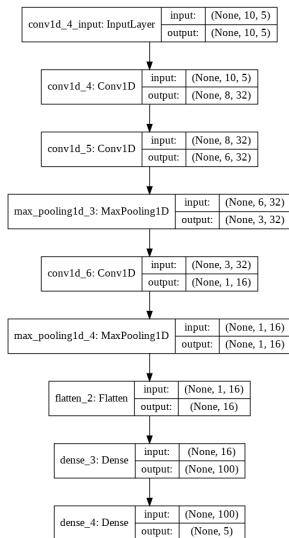 conv1d_4_input: InputLayer input: (None, 10, 5)
output: (None, 10, 5)
conv1d_4: Conv1D input: (None, 10, 5)
output: (None, 8, 32)
conv1d_5: Conv1D input: (None, 8, 32)
output: (None, 6, 32)
max_pooling1d_3: MaxPooling1D input: (None, 6, 32)
output: (None, 3, 32)
conv1d_6: Conv1D input: (None, 3, 32)
output: (None, 1, 16)
max_pooling1d_4: MaxPooling1D input: (None, 1, 16)
output: (None, 1, 16)
flatten_2: Flatten input: (None, 1, 16)
output: (None, 16)
dense_3: Dense input: (None, 16)
output: (None, 100)
dense_4: Dense input: (None, 100)
output: (None, 5)